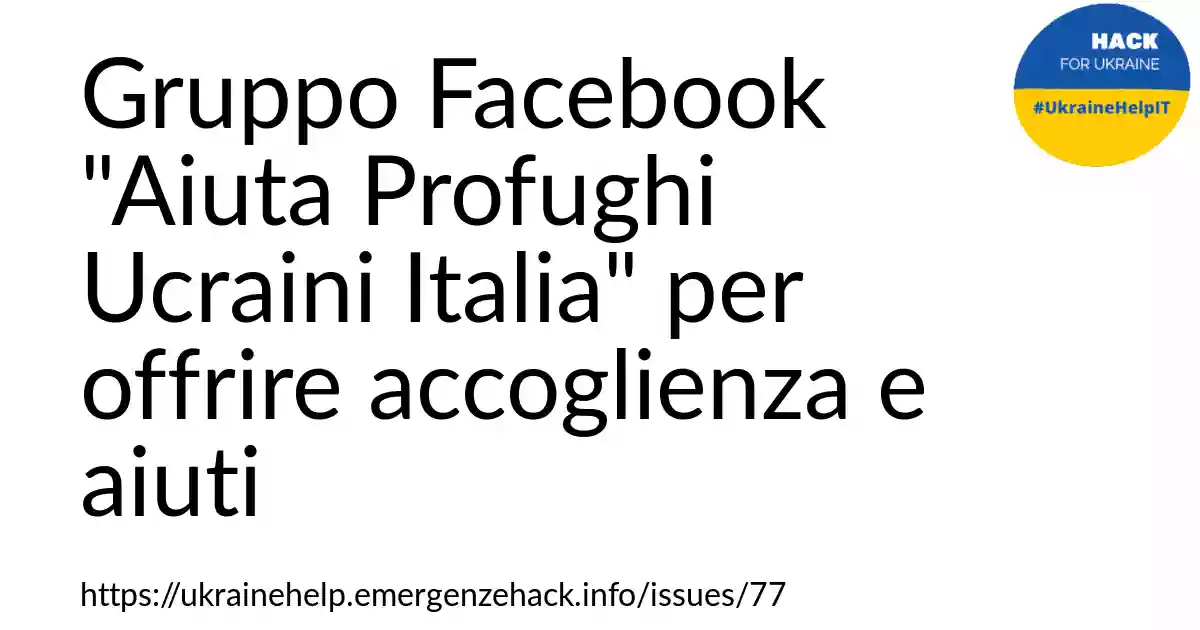 Gruppo Facebook
"Aiuta Profughi
Ucraini Italia" per
offrire accoglienza e
aiuti
https://ukrainehelp.emergenzehack.info/issues/77
HACK
FOR UKRAINE
#UkraineHelpIT